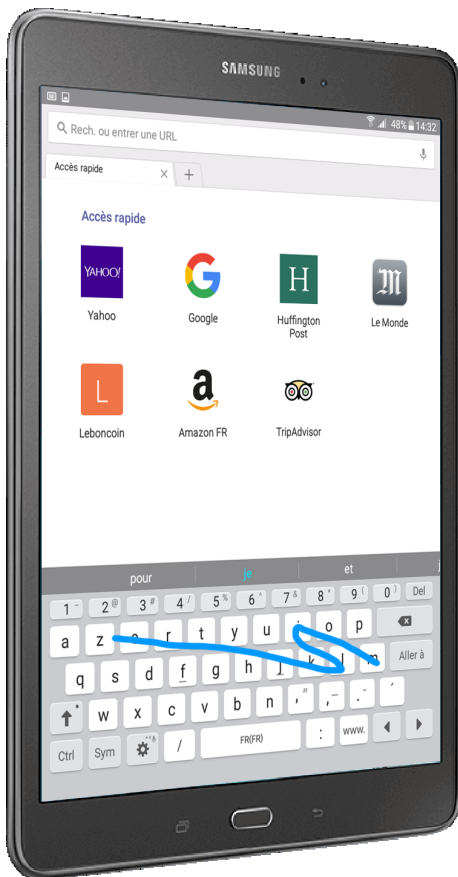 SAMSUNG
48% 14:32
Rech. ou entrer une URL
Accès rapide × +
Accès rapide
YAHOO! G H M
Yahoo Google Huffington Post Le Monde
L a
Leboncoin Amazon FR TripAdvisor
pour je et
1 - 2 @ 3 # 4 / 5 % 6 ^ 7 & 8 * 9 ( 0 ) Del
a z e r t y u i o p
q s d f g h j k l m Aller à
w x c v b n ' " , _ . - ´
Ctrl Sym / FR(FR) : www.